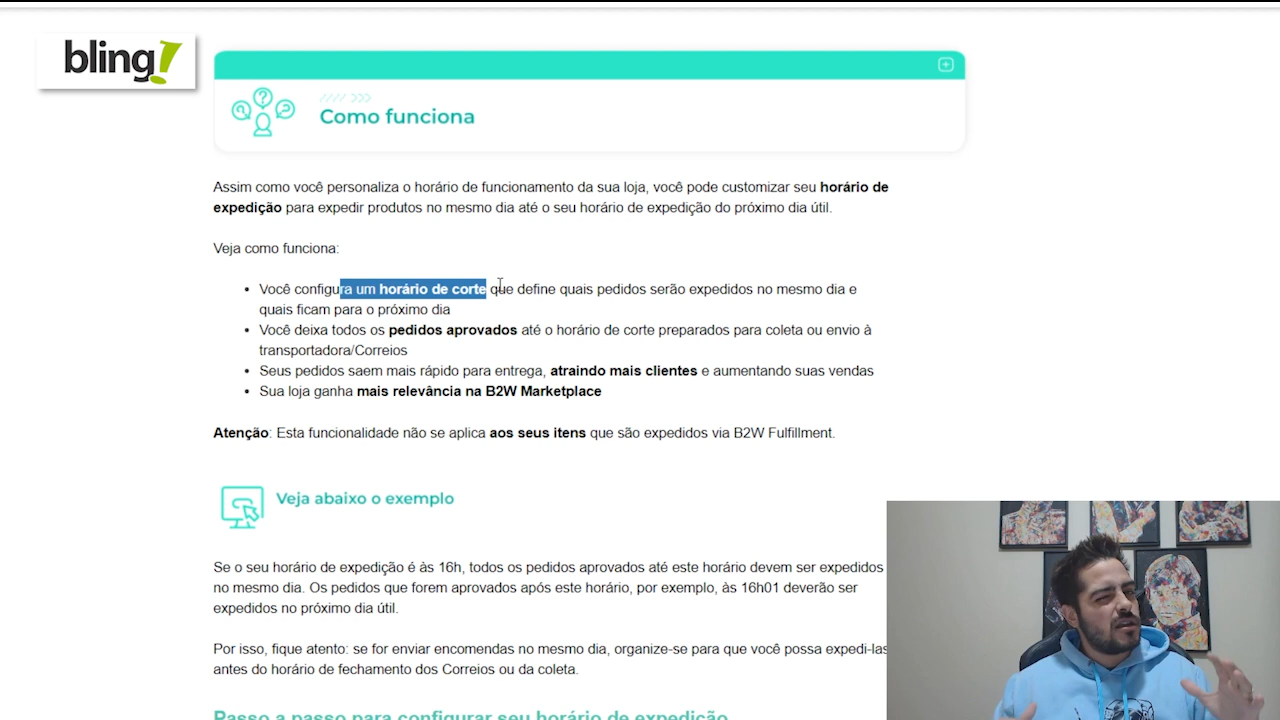 bling!
Como funciona
Assim como você personaliza o horário de funcionamento da sua loja, você pode customizar seu horário de
expedição para expedir produtos no mesmo dia até o seu horário de expedição do próximo dia útil.
Veja como funciona:
Você configura um horário de corte que define quais pedidos serão expedidos no mesmo dia e
quais ficam para o próximo dia
Você deixa todos os pedidos aprovados até o horário de corte preparados para coleta ou envio à
transportadora/Correios
Seus pedidos saem mais rápido para entrega, atraindo mais clientes e aumentando suas vendas
Sua loja ganha mais relevância na B2W Marketplace
Atenção: Esta funcionalidade não se aplica aos seus itens que são expedidos via B2W Fulfillment.
Veja abaixo o exemplo
Se o seu horário de expedição é às 16h, todos os pedidos aprovados até este horário devem ser expedidos
no mesmo dia. Os pedidos que forem aprovados após este horário, por exemplo, às 16h01 deverão ser
expedidos no próximo dia útil.
Por isso, fique atento: se for enviar encomendas no mesmo dia, organize-se para que você possa expedi-las
antes do horário de fechamento dos Correios ou da coleta.
Passo a passo para configurar seu horário de expedição